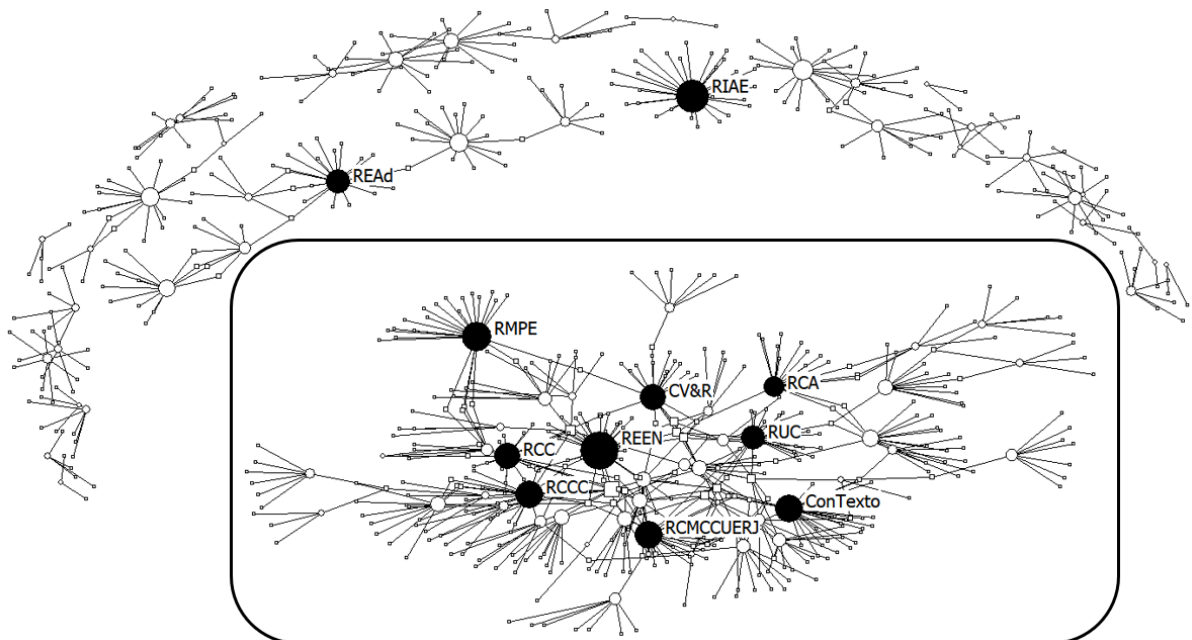 RIAE
REAd
RMPE
CV&R
RCA
REEN
RUC
RCC
RCCC
ConTexto
RCMCCUERJ